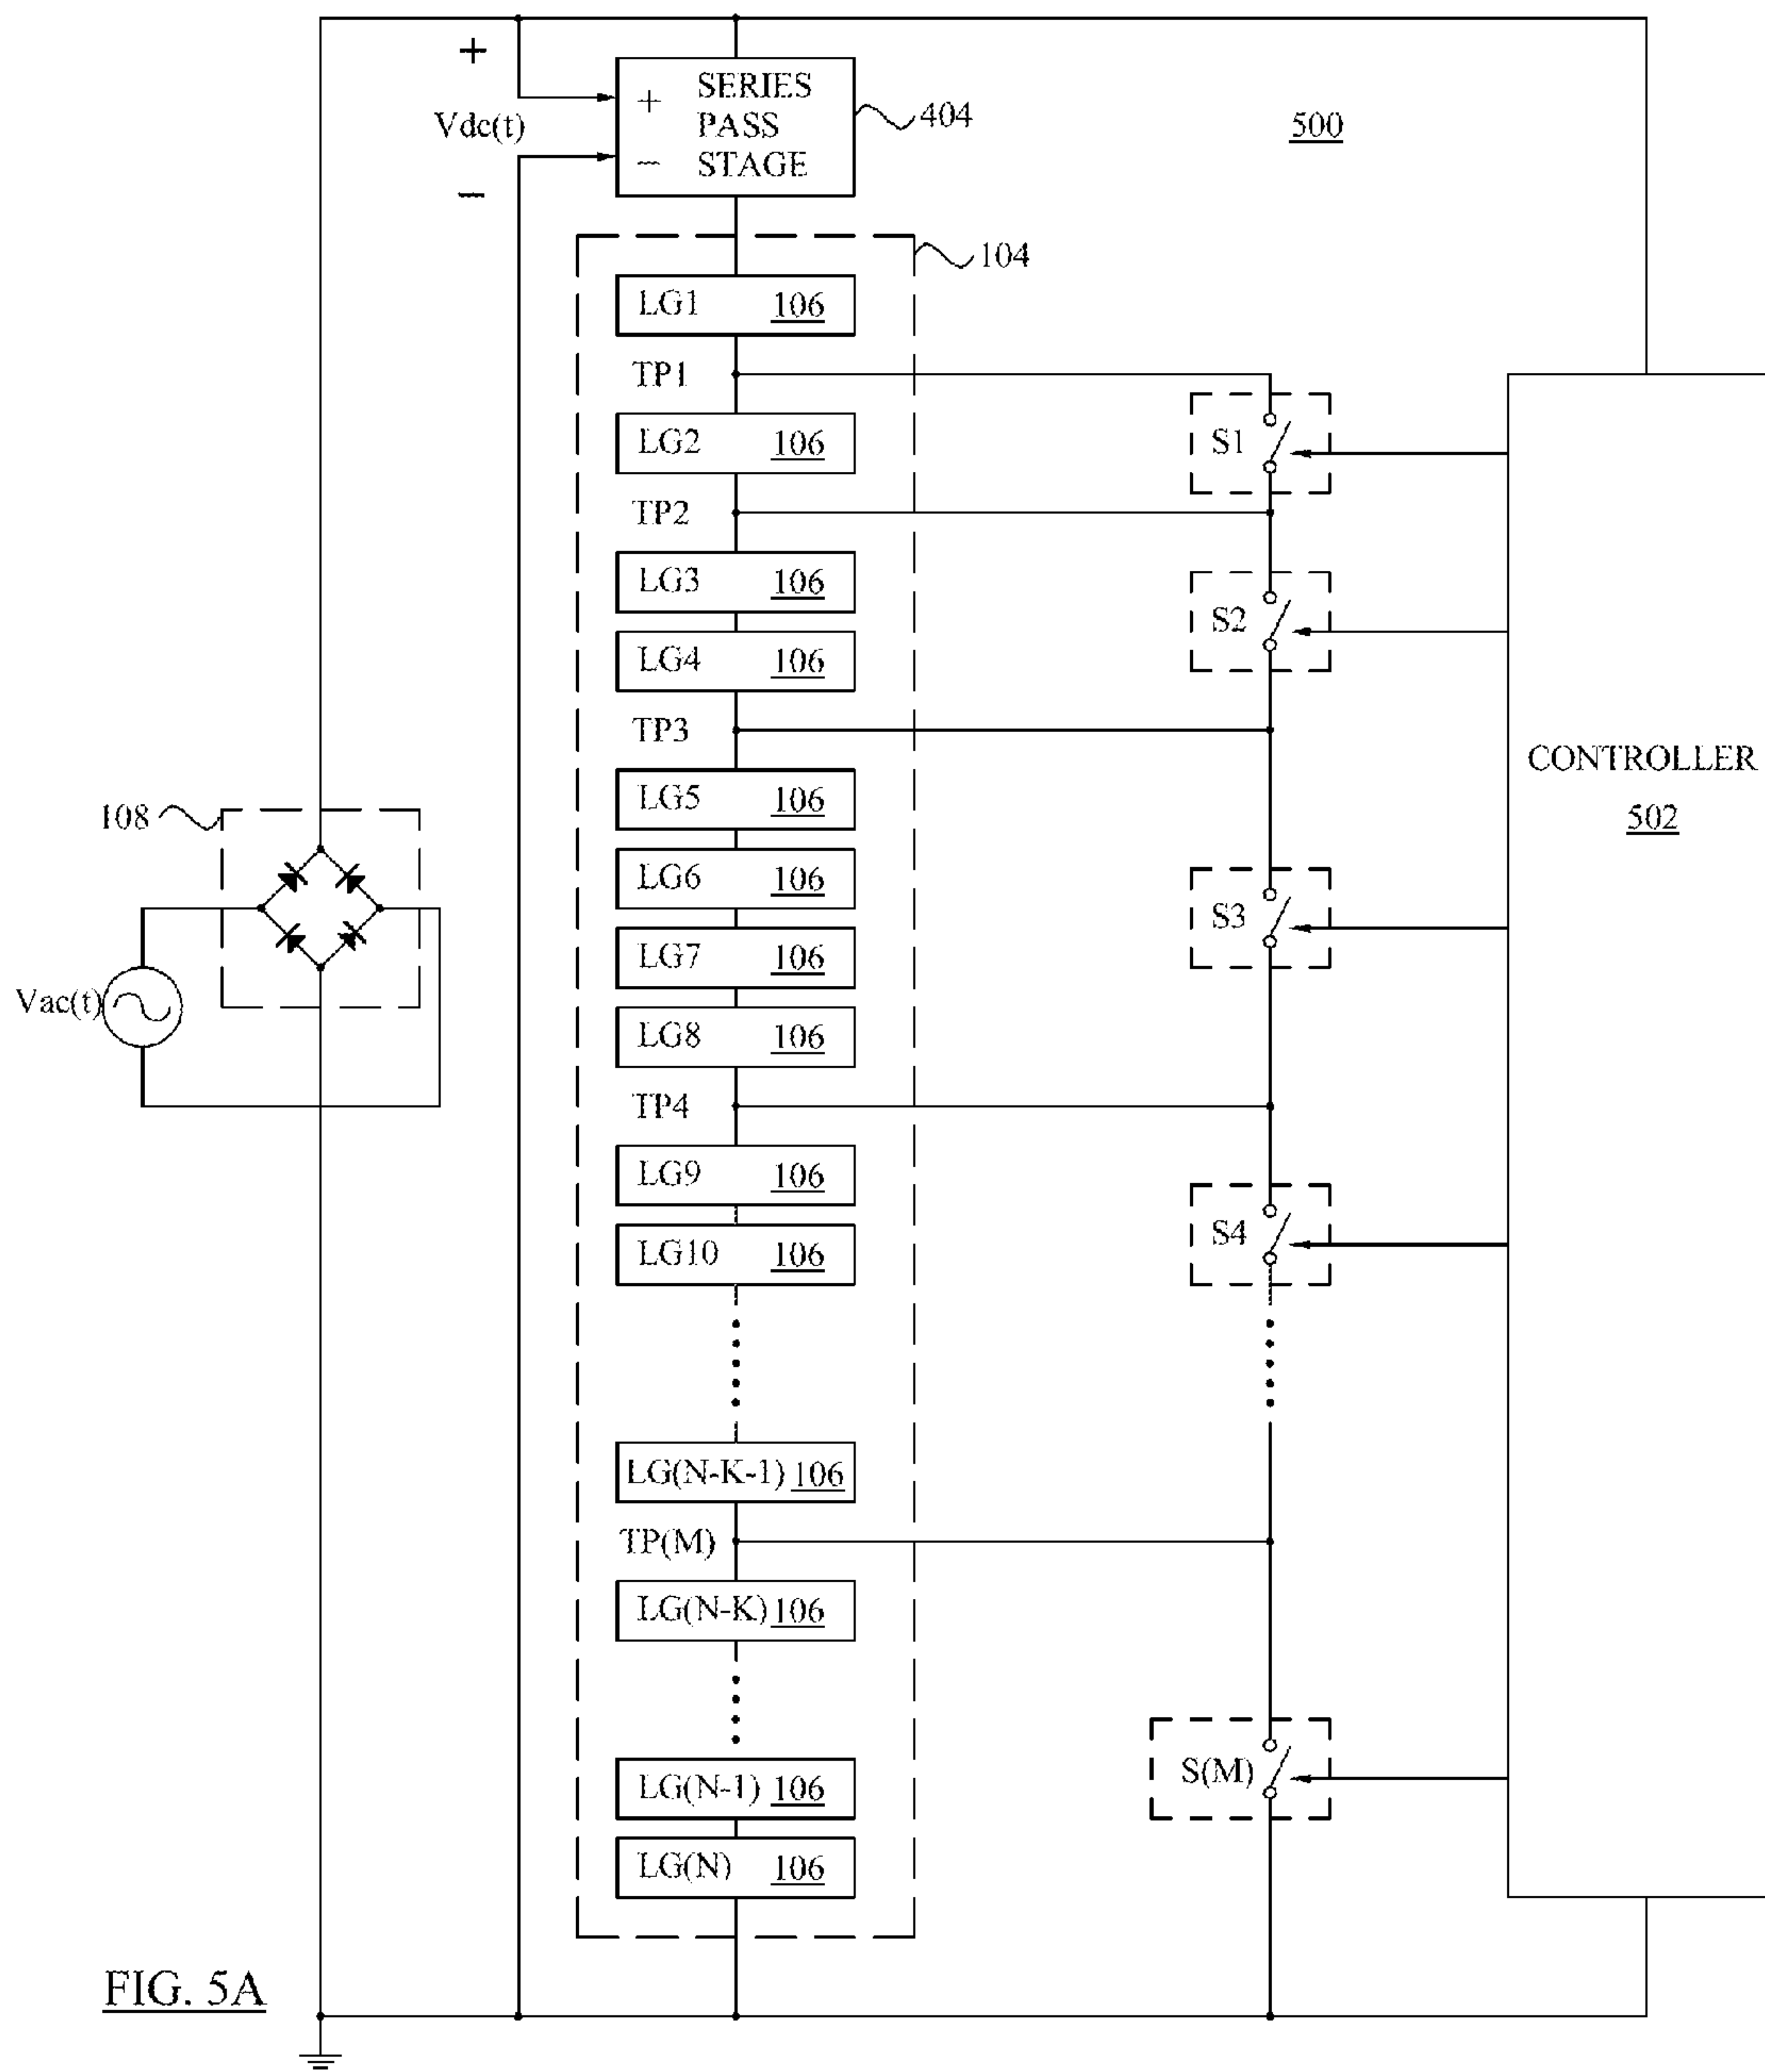 +
Vdc(t)
−
+ SERIES
PASS
− STAGE
404
500
104
LG1 106
TP1
LG2 106
S1
TP2
LG3 106
S2
LG4 106
TP3
CONTROLLER
502
LG5 106
108
LG6 106
S3
LG7 106
Vac(t)
LG8 106
TP4
LG9 106
S4
LG10 106
LG(N-K-1) 106
TP(M)
LG(N-K) 106
S(M)
LG(N-1) 106
LG(N) 106
FIG. 5A